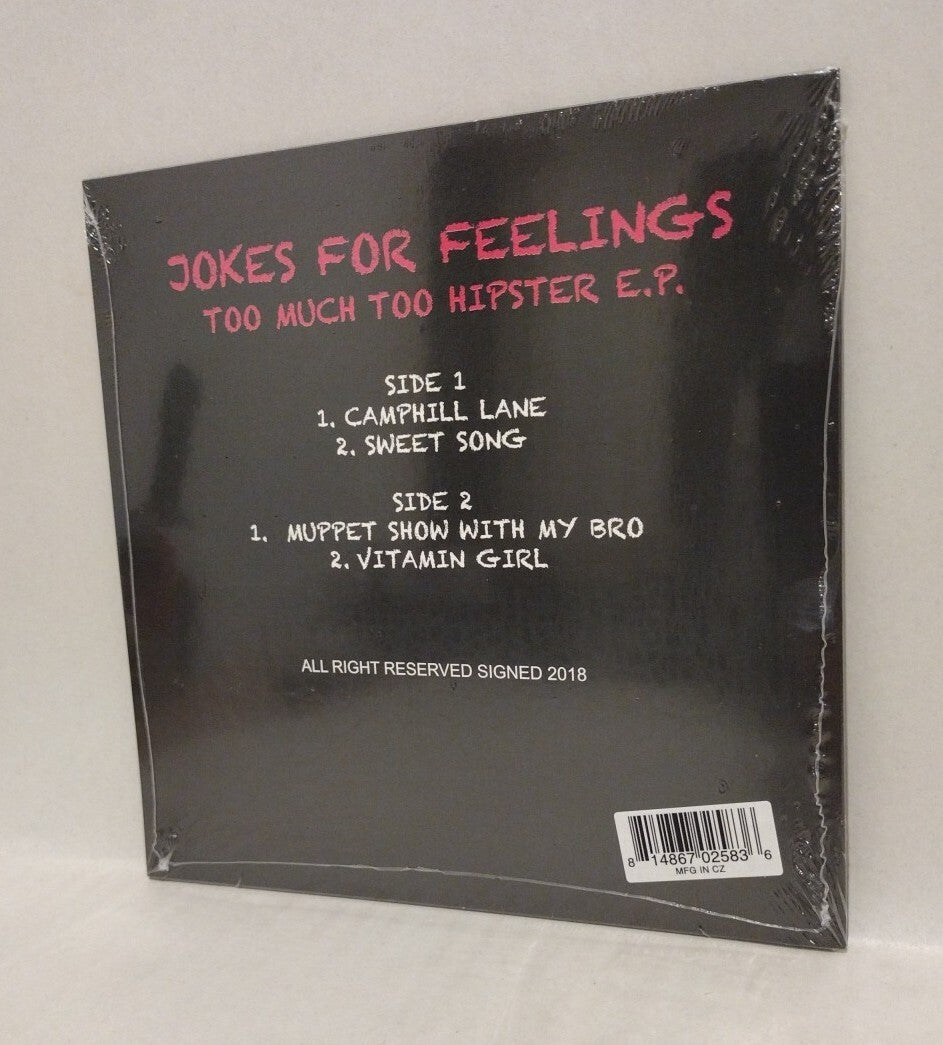 JOKES FOR FEELINGS
TOO MUCH TOO HIPSTER E.P.
SIDE 1
1. CAMPHILL LANE
2. SWEET SONG
SIDE 2
1. MUPPET SHOW WITH MY BRO
2. VITAMIN GIRL
ALL RIGHT RESERVED SIGNED 2018
8 14867 02583 6
MFG IN CZ